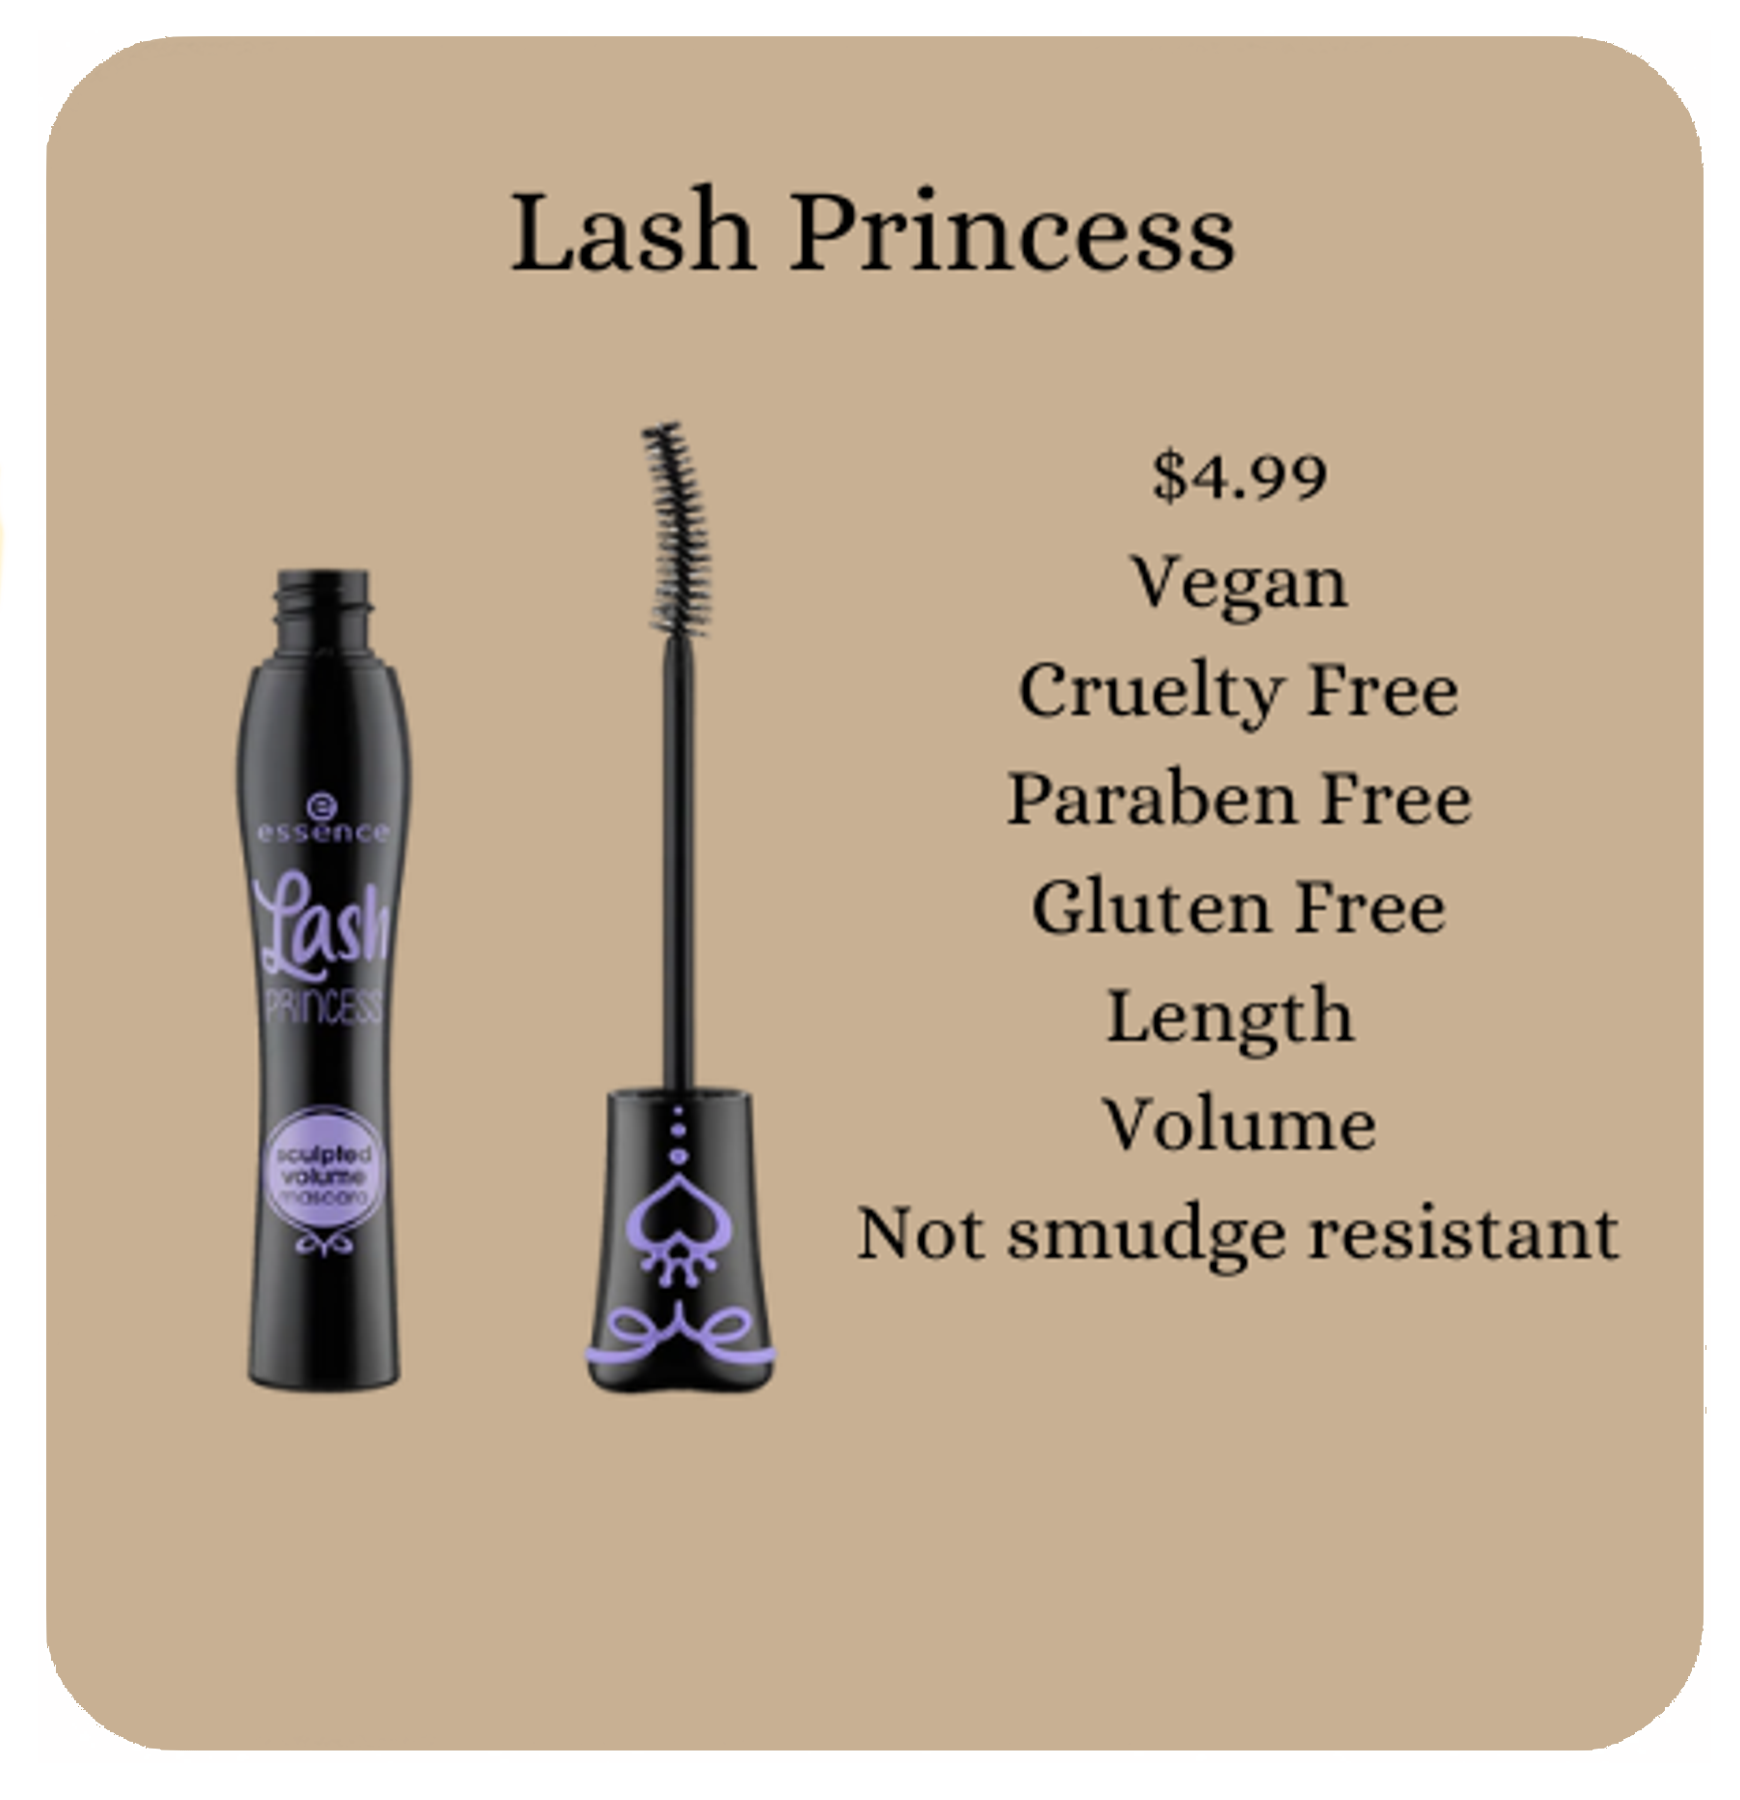 Lash Princess
$4.99
Vegan
Cruelty Free
Paraben Free
Gluten Free
Length
Volume
Not smudge resistant
e
essence
Lash
PRINCESS
sculpted
volume
mascara